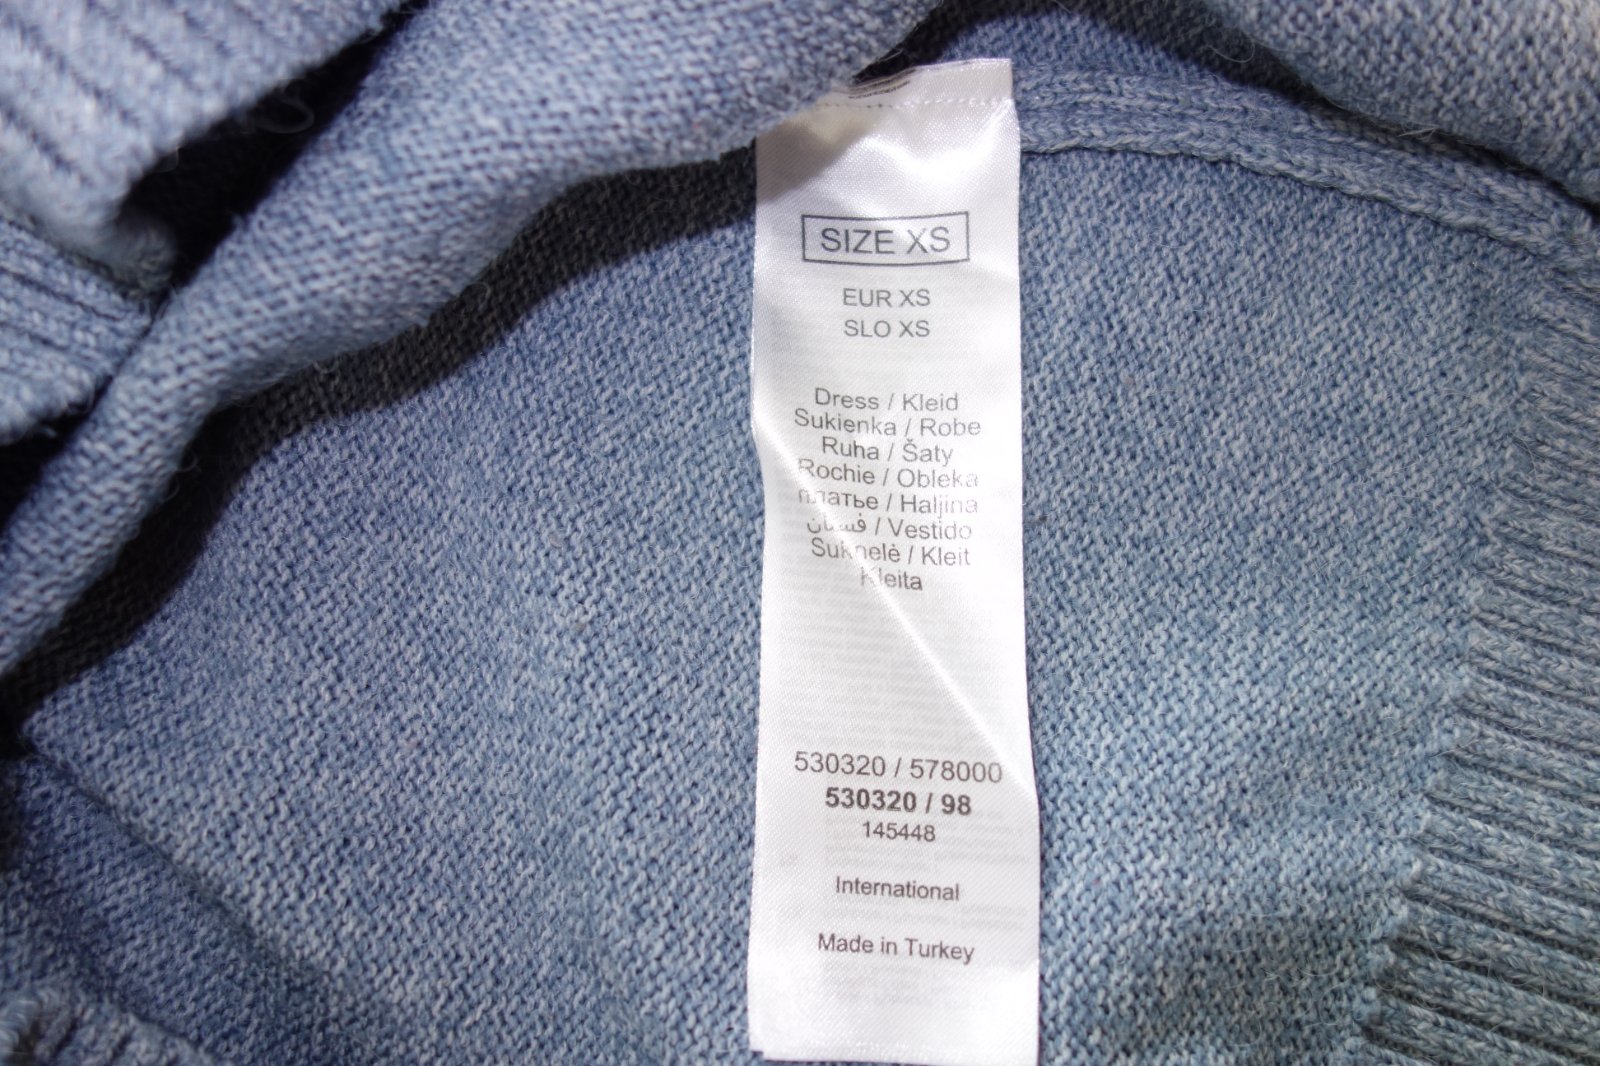 SIZE XS
EUR XS
SLO XS
Dress / Kleid
Sukienka / Robe
Ruha / Šaty
Rochie / Obleka
платье / Haljina
فستان / Vestido
Suknelė / Kleit
Kleita
530320 / 578000
530320 / 98
145448
International
Made in Turkey